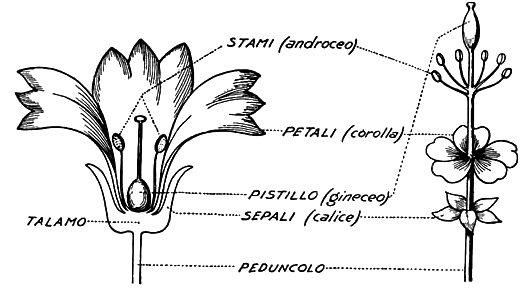 STAMI (androceo)
PETALI (corolla)
PISTILLO (gineceo)
SEPALI (calice)
TALAMO
PEDUNCOLO